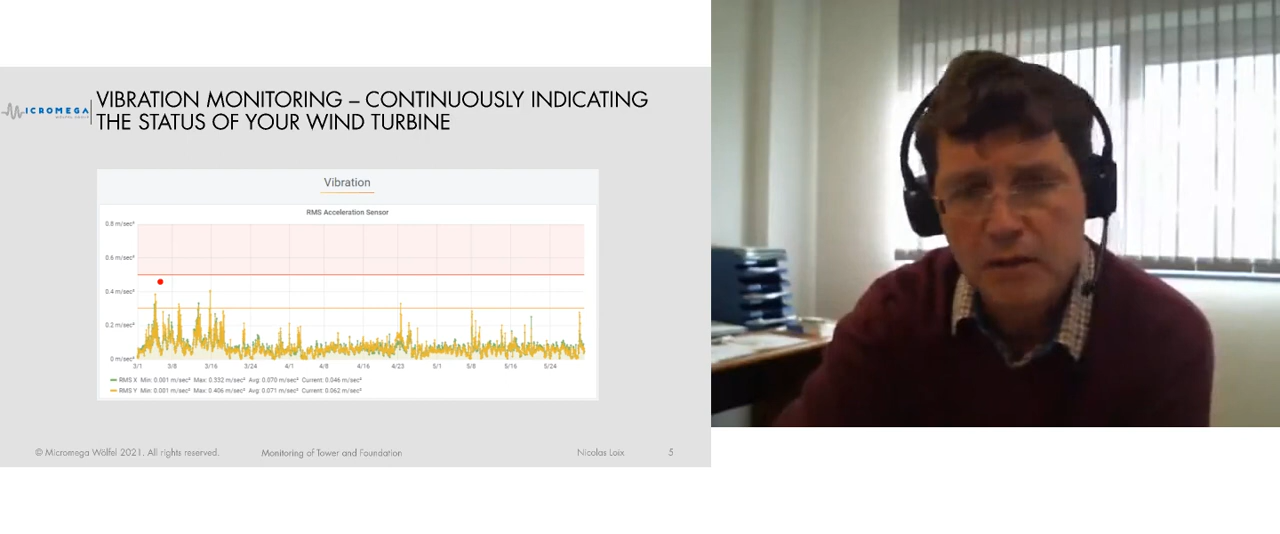 ICROMEGA
VIBRATION MONITORING – CONTINUOUSLY INDICATING
THE STATUS OF YOUR WIND TURBINE
Vibration
RMS Acceleration Sensor
0.8 m/sec²
0.6 m/sec²
0.4 m/sec²
0.2 m/sec²
0 m/sec²
3/1 3/8 3/16 3/24 4/1 4/8 4/16 4/23 5/1 5/8 5/16 5/24
RMS X Min: 0.001 m/sec² Max: 0.332 m/sec² Avg: 0.070 m/sec² Current: 0.046 m/sec²
RMS Y Min: 0.001 m/sec² Max: 0.406 m/sec² Avg: 0.071 m/sec² Current: 0.062 m/sec²
© Micromega Wölfel 2021. All rights reserved. Monitoring of Tower and Foundation Nicolas Loix 5